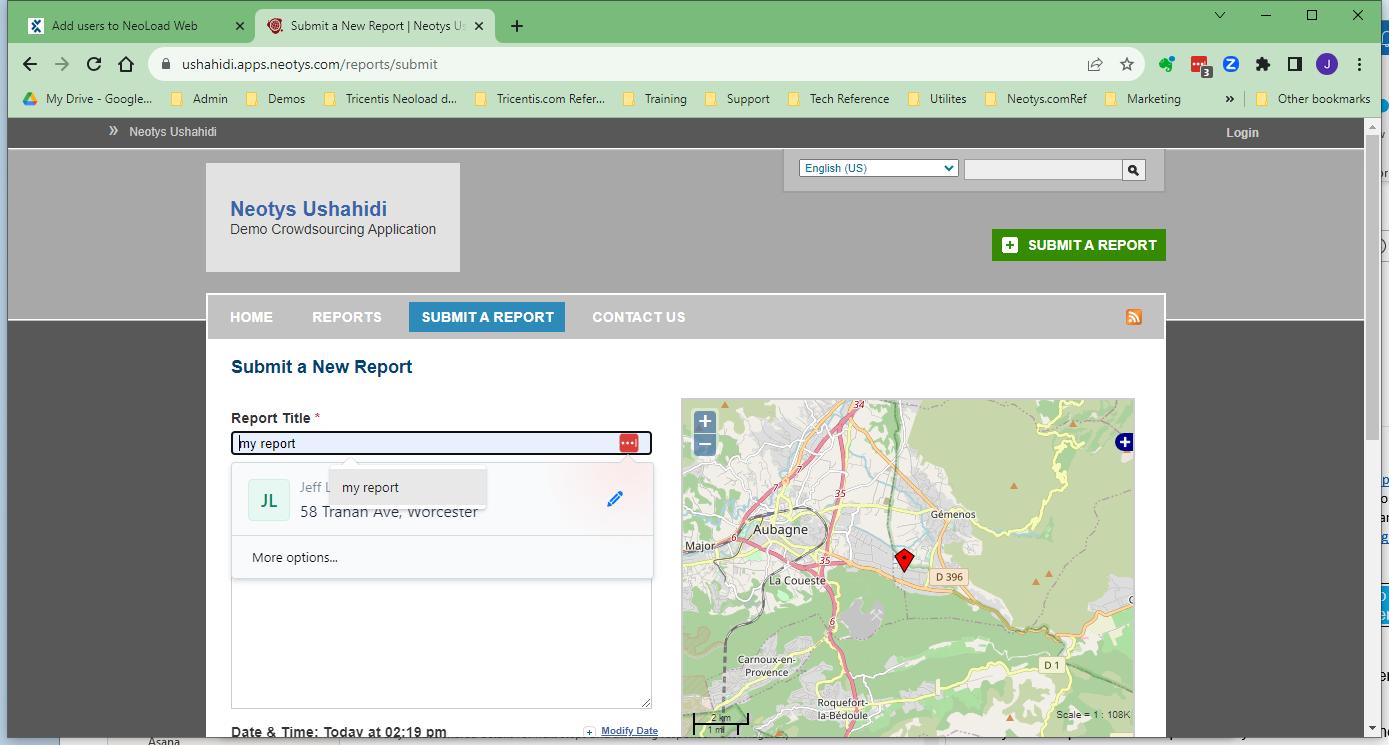 Add users to NeoLoad Web
Submit a New Report | Neotys Us
ushahidi.apps.neotys.com/reports/submit
3
Z
J
My Drive - Google...
Admin
Demos
Tricentis Neoload d...
Tricentis.com Refer...
Training
Support
Tech Reference
Utilites
Neotys.comRef
Marketing
»
Other bookmarks
» Neotys Ushahidi
Login
English (US)
Neotys Ushahidi
Demo Crowdsourcing Application
SUBMIT A REPORT
HOME
REPORTS
SUBMIT A REPORT
CONTACT US
Submit a New Report
Report Title *
my report
JL
Jeff L
my report
58 Trahan Ave, Worcester
More options...
Date & Time: Today at 02:19 pm
Modify Date
34
7
7
35
Gémenos
Aubagne
Major
6
35
La Coueste
D 396
6
D 1
Carnoux-en-
Provence
Roquefort-
la-Bédoule
Scale = 1 : 108K
2 km
1 mi
Asana